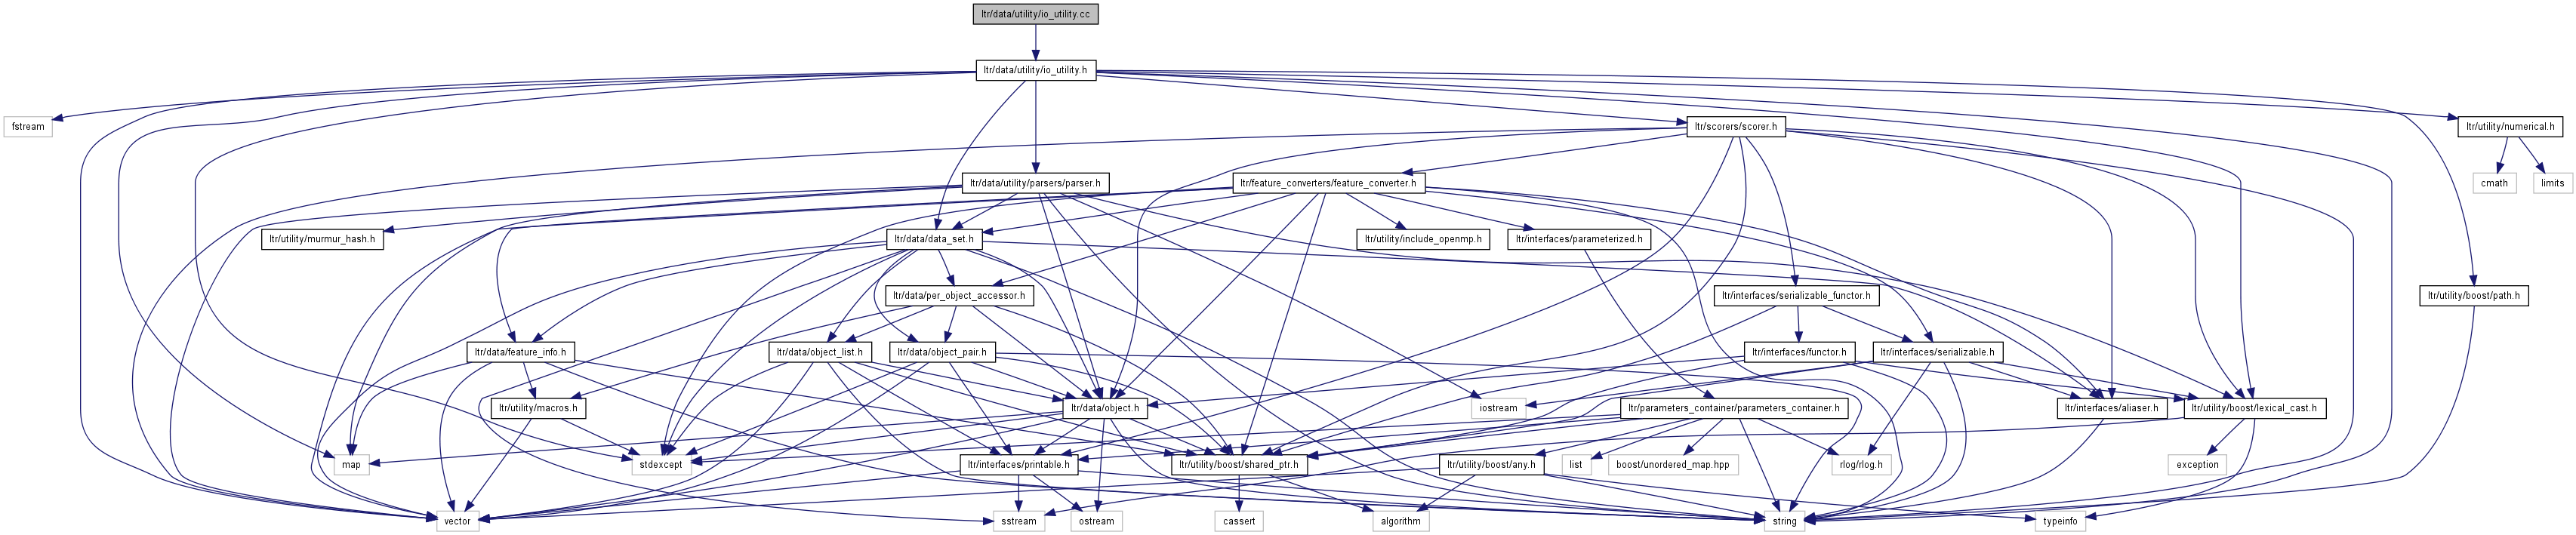 ltr/data/utility/io_utility.cc
ltr/data/utility/io_utility.h
fstream
ltr/scorers/scorer.h
ltr/utility/numerical.h
ltr/data/utility/parsers/parser.h
ltr/feature_converters/feature_converter.h
cmath
limits
ltr/utility/murmur_hash.h
ltr/data/data_set.h
ltr/utility/include_openmp.h
ltr/interfaces/parameterized.h
ltr/data/per_object_accessor.h
ltr/interfaces/serializable_functor.h
ltr/utility/boost/path.h
ltr/data/feature_info.h
ltr/data/object_list.h
ltr/data/object_pair.h
ltr/interfaces/functor.h
ltr/interfaces/serializable.h
ltr/utility/macros.h
ltr/data/object.h
iostream
ltr/parameters_container/parameters_container.h
ltr/interfaces/aliaser.h
ltr/utility/boost/lexical_cast.h
map
stdexcept
ltr/interfaces/printable.h
ltr/utility/boost/shared_ptr.h
ltr/utility/boost/any.h
list
boost/unordered_map.hpp
rlog/rlog.h
exception
vector
sstream
ostream
cassert
algorithm
string
typeinfo